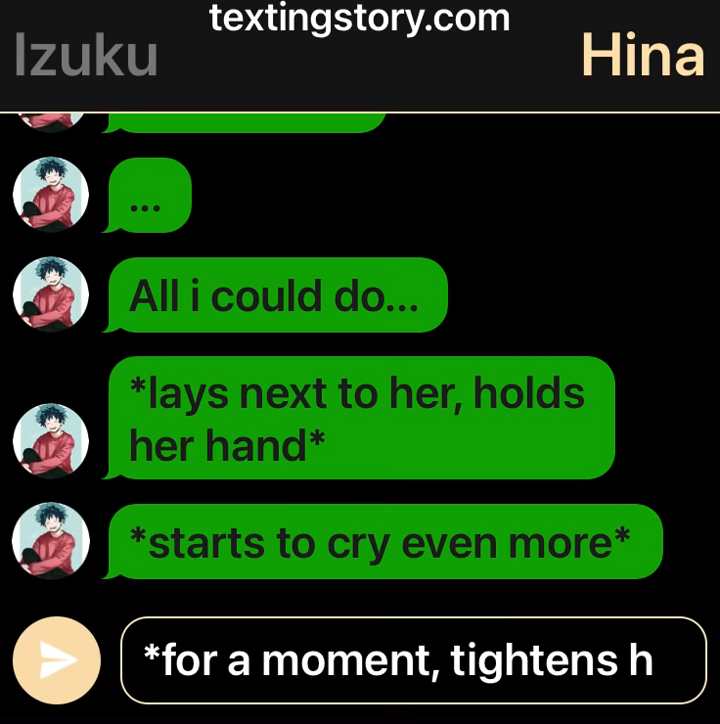 textingstory.com
Izuku
Hina
...
All i could do...
*lays next to her, holds
her hand*
*starts to cry even more*
*for a moment, tightens h